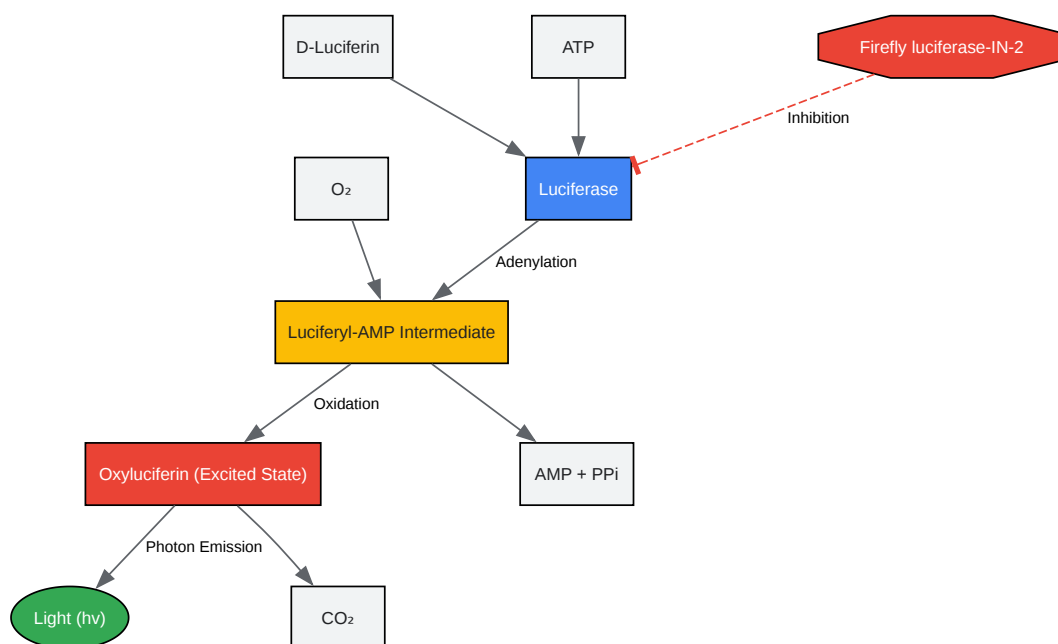 D-Luciferin
ATP
Firefly luciferase-IN-2
Inhibition
O₂
Luciferase
Adenylation
Luciferyl-AMP Intermediate
Oxidation
Oxyluciferin (Excited State)
AMP + PPi
Photon Emission
Light (hv)
CO₂